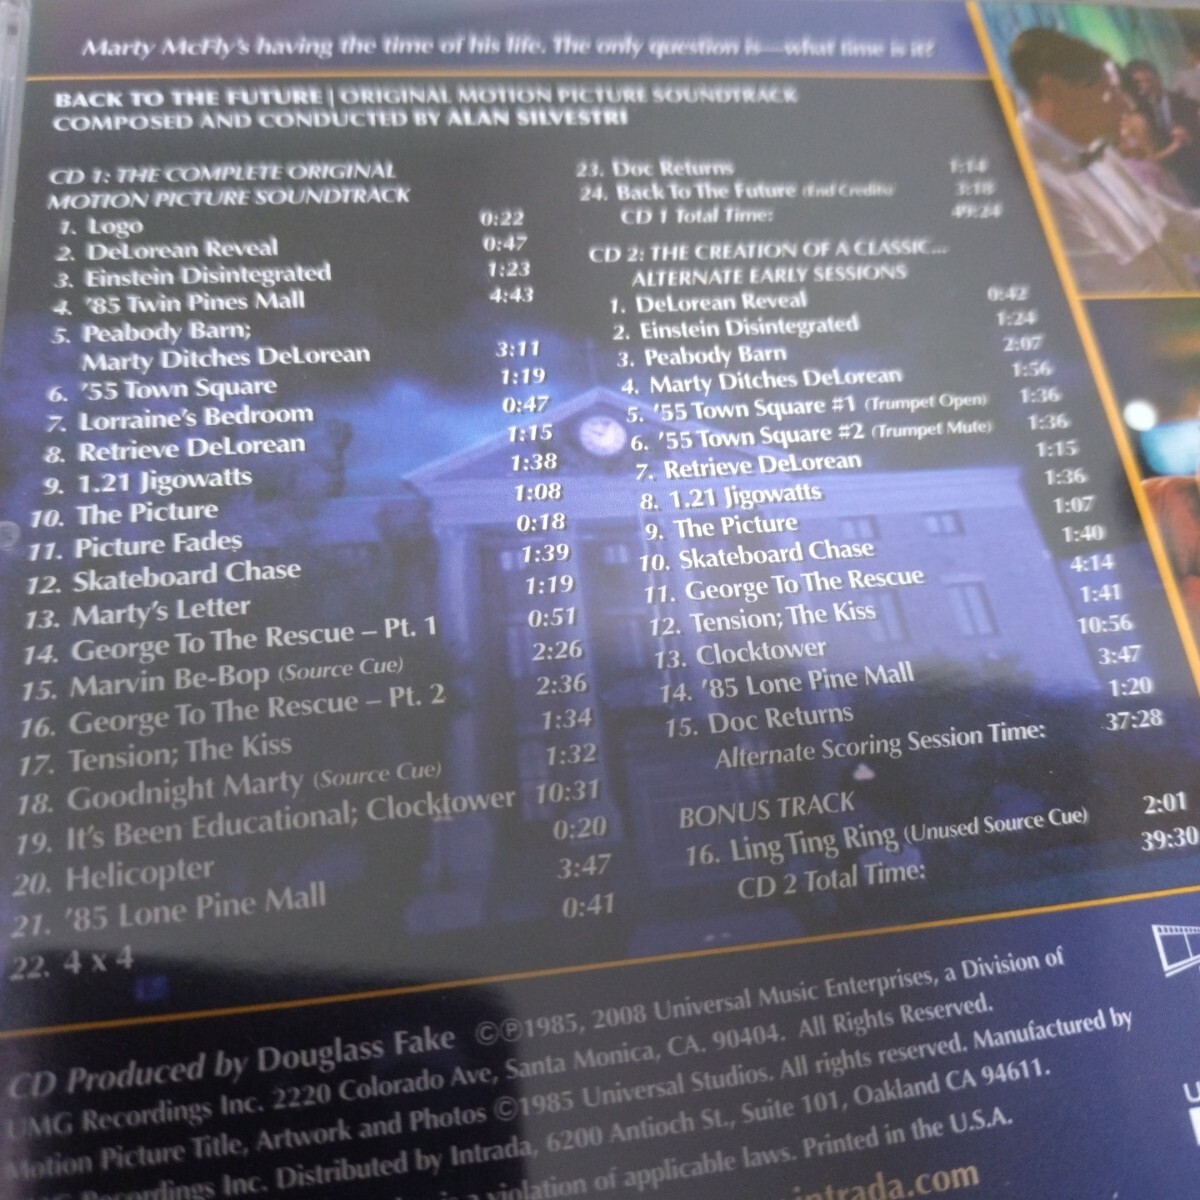 Marty McFly's having the time of his life. The only question is—what time is it?
BACK TO THE FUTURE | ORIGINAL MOTION PICTURE SOUNDTRACK
COMPOSED AND CONDUCTED BY ALAN SILVESTRI
CD 1: THE COMPLETE ORIGINAL
MOTION PICTURE SOUNDTRACK
1. Logo 0:22
2. DeLorean Reveal 0:47
3. Einstein Disintegrated 1:23
4. '85 Twin Pines Mall 4:43
5. Peabody Barn;
Marty Ditches DeLorean 3:11
6. '55 Town Square 1:19
7. Lorraine's Bedroom 0:47
8. Retrieve DeLorean 1:15
9. 1.21 Jigowatts 1:38
10. The Picture 1:08
11. Picture Fades 0:18
12. Skateboard Chase 1:39
13. Marty's Letter 1:19
14. George To The Rescue – Pt. 1 0:51
15. Marvin Be-Bop (Source Cue) 2:26
16. George To The Rescue – Pt. 2 2:36
17. Tension; The Kiss 1:34
18. Goodnight Marty (Source Cue) 1:32
19. It's Been Educational; Clocktower 10:31
20. Helicopter 0:20
21. '85 Lone Pine Mall 3:47
22. 4 x 4 0:41
23. Doc Returns 1:14
24. Back To The Future (End Credits) 3:18
CD 1 Total Time: 49:24
CD 2: THE CREATION OF A CLASSIC...
ALTERNATE EARLY SESSIONS
1. DeLorean Reveal 0:42
2. Einstein Disintegrated 1:24
3. Peabody Barn 2:07
4. Marty Ditches DeLorean 1:56
5. '55 Town Square #1 (Trumpet Open) 1:36
6. '55 Town Square #2 (Trumpet Mute) 1:36
7. Retrieve DeLorean 1:15
8. 1.21 Jigowatts 1:36
9. The Picture 1:07
10. Skateboard Chase 1:40
11. George To The Rescue 4:14
12. Tension; The Kiss 1:41
13. Clocktower 10:56
14. '85 Lone Pine Mall 3:47
15. Doc Returns 1:20
Alternate Scoring Session Time: 37:28
BONUS TRACK
16. Ling Ting Ring (Unused Source Cue) 2:01
CD 2 Total Time: 39:30
CD Produced by Douglass Fake ©℗1985, 2008 Universal Music Enterprises, a Division of
UMG Recordings Inc. 2220 Colorado Ave, Santa Monica, CA. 90404. All Rights Reserved.
Motion Picture Title, Artwork and Photos ©1985 Universal Studios. All rights reserved. Manufactured by
Recordings Inc. Distributed by Intrada, 6200 Antioch St., Suite 101, Oakland CA 94611.
is a violation of applicable laws. Printed in the U.S.A.
intrada.com